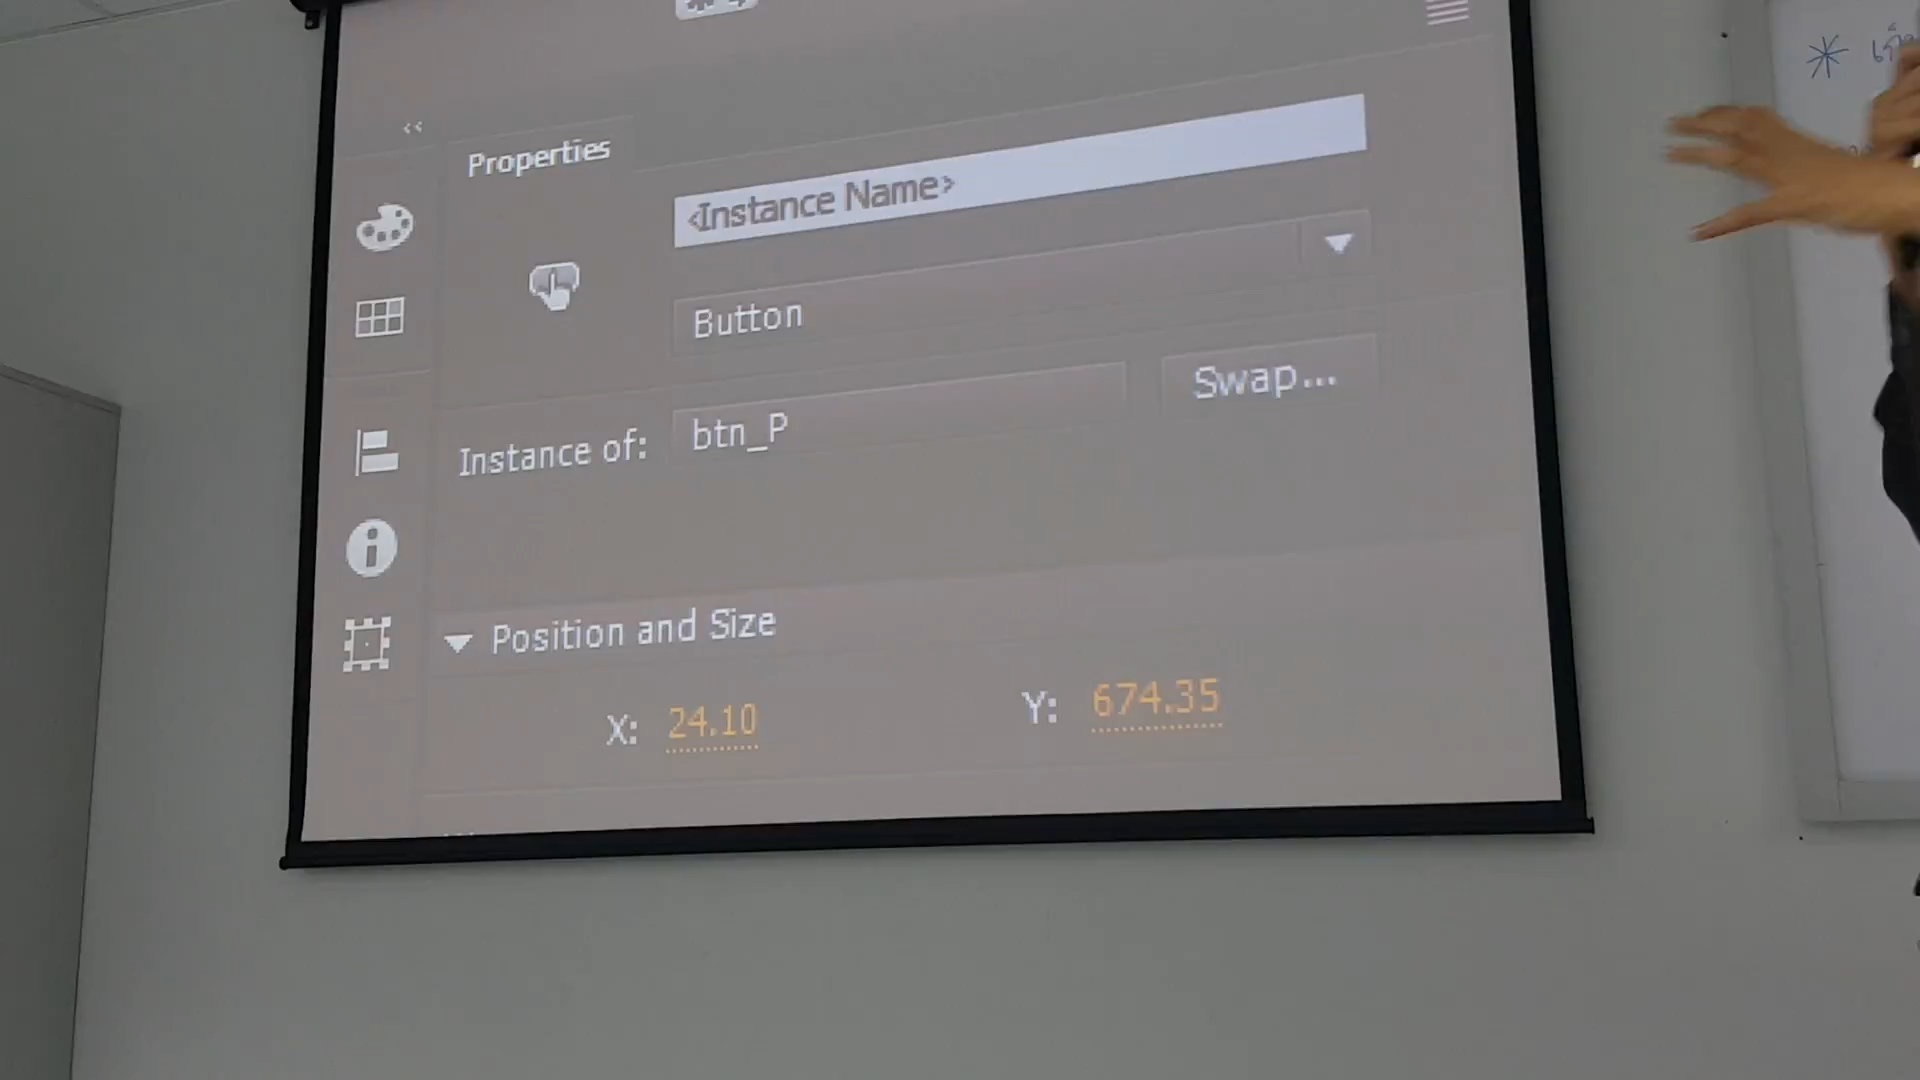 Properties
<Instance Name>
Button
Instance of: btn_P Swap...
Position and Size
X: 24.10 Y: 674.35